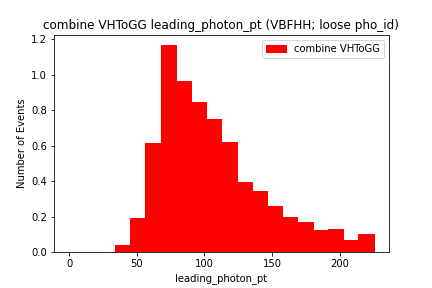 combine VHToGG leading_photon_pt (VBFHH; loose pho_id)
combine VHToGG
Number of Events
1.2
1.0
0.8
0.6
0.4
0.2
0.0
0 50 100 150 200
leading_photon_pt